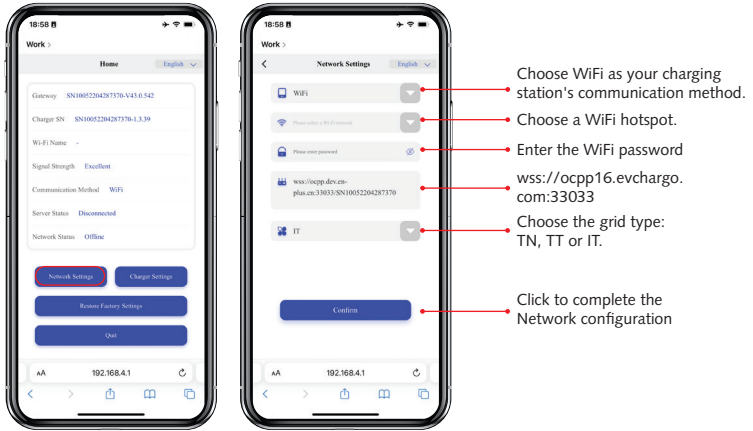 18:58
Work >
Home
English
Gateway SN10052204287370-V43.0.542
Charger SN SN10052204287370-1.3.39
Wi-Fi Name -
Signal Strength Excellent
Communication Method WiFi
Server Status Disconnected
Network Status Offline
Network Settings
Charger Settings
Restore Factory Settings
Quit
AA
192.168.4.1
18:58
Work >
Network Settings
English
WiFi
Please select a Wi-Fi network
Please enter password
wss://ocpp.dev.en-
plus.cn:33033/SN10052204287370
IT
Confirm
AA
192.168.4.1
Choose WiFi as your charging
station's communication method.
Choose a WiFi hotspot.
Enter the WiFi password
wss://ocpp16.evchargo.
com:33033
Choose the grid type:
TN, TT or IT.
Click to complete the
Network configuration